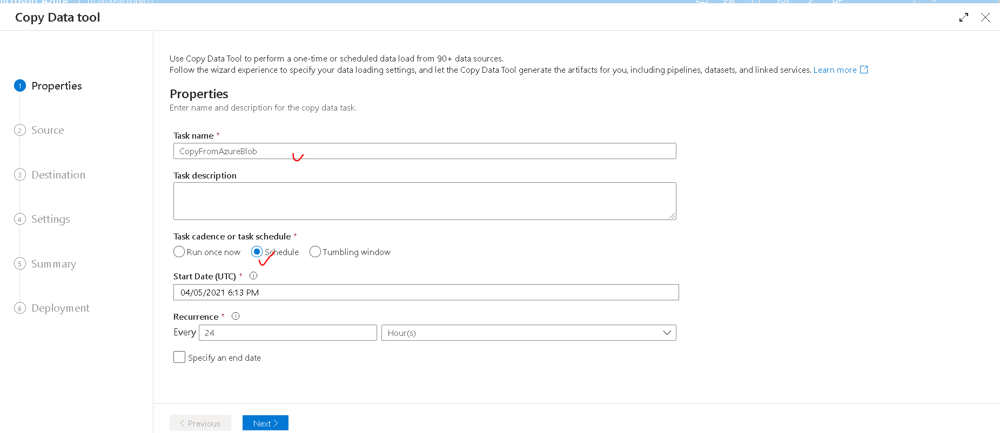 Microsoft Azure
Copy Data tool
Use Copy Data Tool to perform a one-time or scheduled data load from 90+ data sources.
Follow the wizard experience to specify your data loading settings, and let the Copy Data Tool generate the artifacts for you, including pipelines, datasets, and linked services. Learn more
1 Properties
2 Source
3 Destination
4 Settings
5 Summary
6 Deployment
Properties
Enter name and description for the copy data task.
Task name *
CopyFromAzureBlob
Task description
Task cadence or task schedule *
Run once now Schedule Tumbling window
Start Date (UTC) *
04/05/2021 6:13 PM
Recurrence *
Every 24 Hour(s)
Specify an end date
< Previous Next >